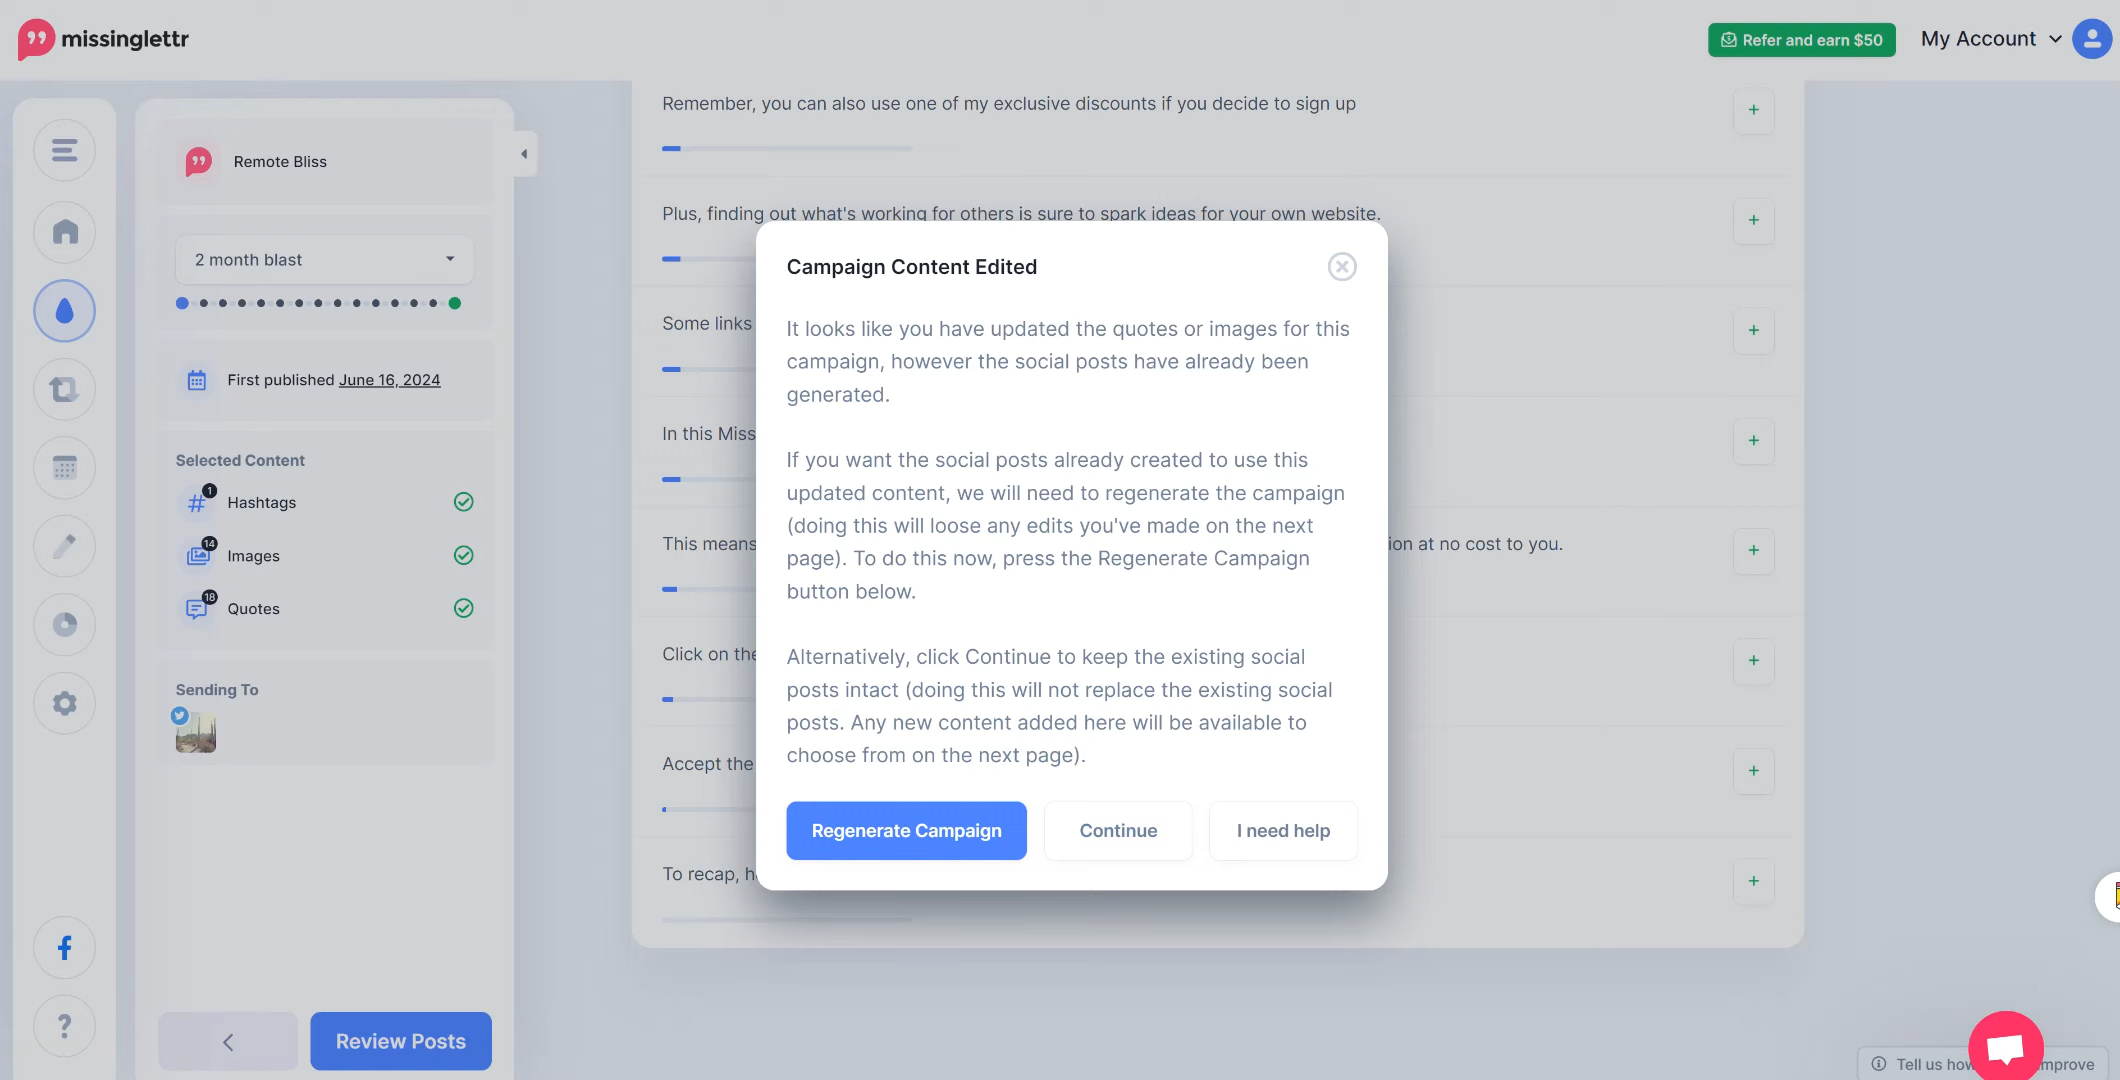 missinglettr
Refer and earn $50
My Account
Remote Bliss
2 month blast
First published June 16, 2024
Selected Content
1
Hashtags
14
Images
18
Quotes
Sending To
Review Posts
Remember, you can also use one of my exclusive discounts if you decide to sign up
Plus, finding out what's working for others is sure to spark ideas for your own website.
Some links
In this Miss
This means
ion at no cost to you.
Click on the
Accept the
To recap, h
Campaign Content Edited
It looks like you have updated the quotes or images for this
campaign, however the social posts have already been
generated.
If you want the social posts already created to use this
updated content, we will need to regenerate the campaign
(doing this will loose any edits you've made on the next
page). To do this now, press the Regenerate Campaign
button below.
Alternatively, click Continue to keep the existing social
posts intact (doing this will not replace the existing social
posts. Any new content added here will be available to
choose from on the next page).
Regenerate Campaign
Continue
I need help
Tell us how
mprove